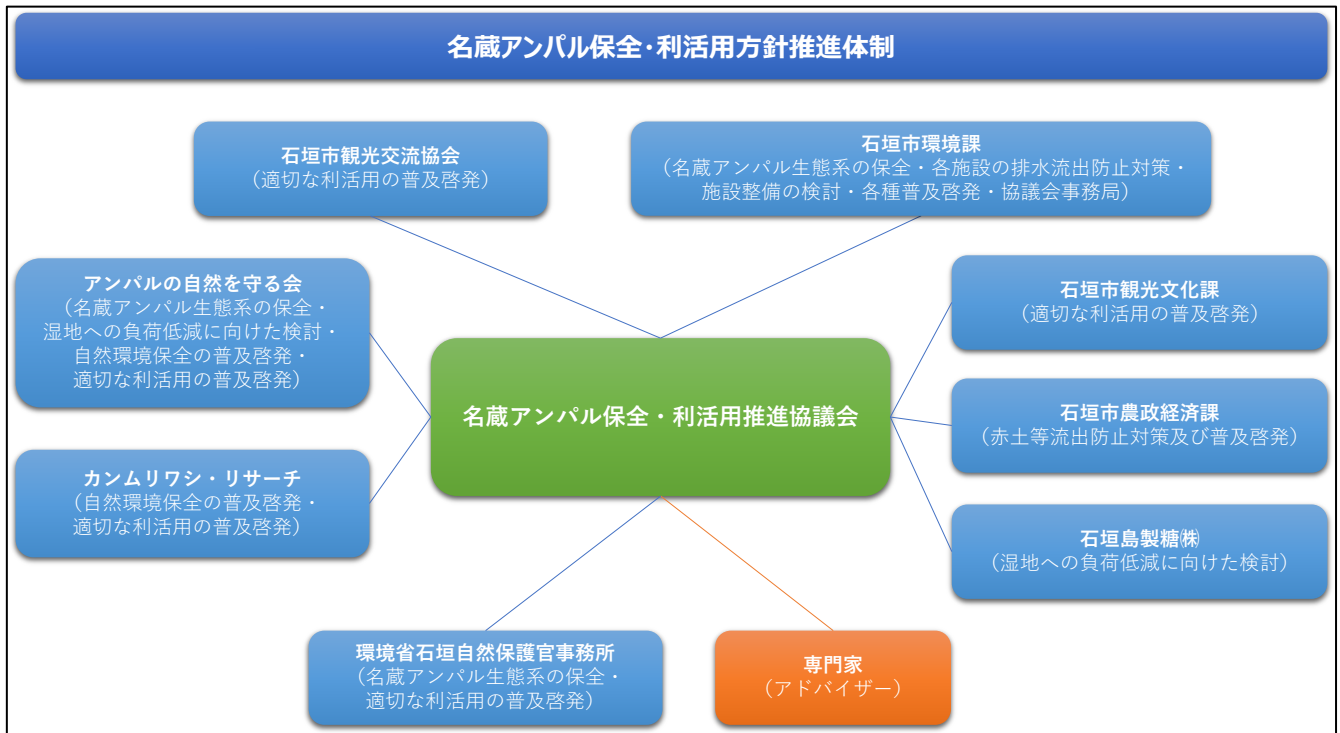 名蔵アンパル保全・利活用方針推進体制
石垣市観光交流協会
（適切な利活用の普及啓発）
石垣市環境課
（名蔵アンパル生態系の保全・各施設の排水流出防止対策・
施設整備の検討・各種普及啓発・協議会事務局）
アンパルの自然を守る会
（名蔵アンパル生態系の保全・
湿地への負荷低減に向けた検討・
自然環境保全の普及啓発・
適切な利活用の普及啓発）
石垣市観光文化課
（適切な利活用の普及啓発）
名蔵アンパル保全・利活用推進協議会
石垣市農政経済課
（赤土等流出防止対策及び普及啓発）
カンムリワシ・リサーチ
（自然環境保全の普及啓発・
適切な利活用の普及啓発）
石垣島製糖㈱
（湿地への負荷低減に向けた検討）
環境省石垣自然保護官事務所
（名蔵アンパル生態系の保全・
適切な利活用の普及啓発）
専門家
（アドバイザー）